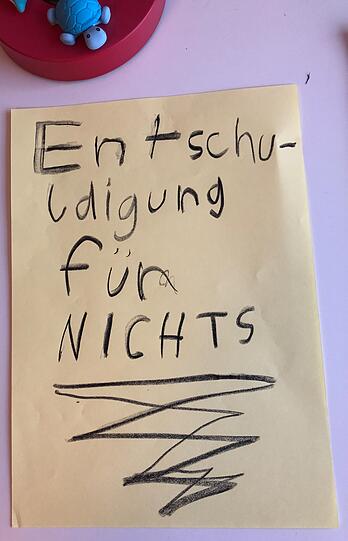 Entschu-
ldigung
für
NICHTS